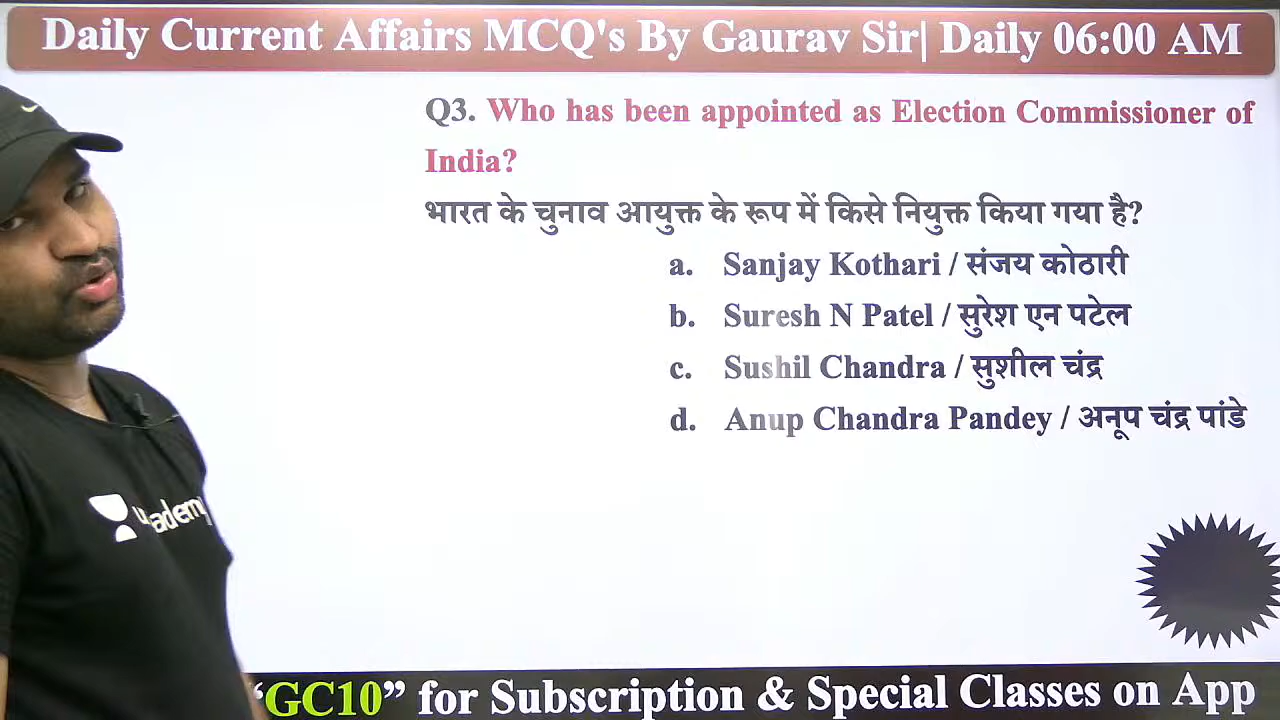 Daily Current Affairs MCQ's By Gaurav Sir| Daily 06:00 AM
Q3. Who has been appointed as Election Commissioner of
India?
भारत के चुनाव आयुक्त के रूप में किसे नियुक्त किया गया है?
a. Sanjay Kothari / संजय कोठारी
b. Suresh N Patel / सुरेश एन पटेल
c. Sushil Chandra / सुशील चंद्र
d. Anup Chandra Pandey / अनूप चंद्र पांडे
“GC10” for Subscription & Special Classes on App